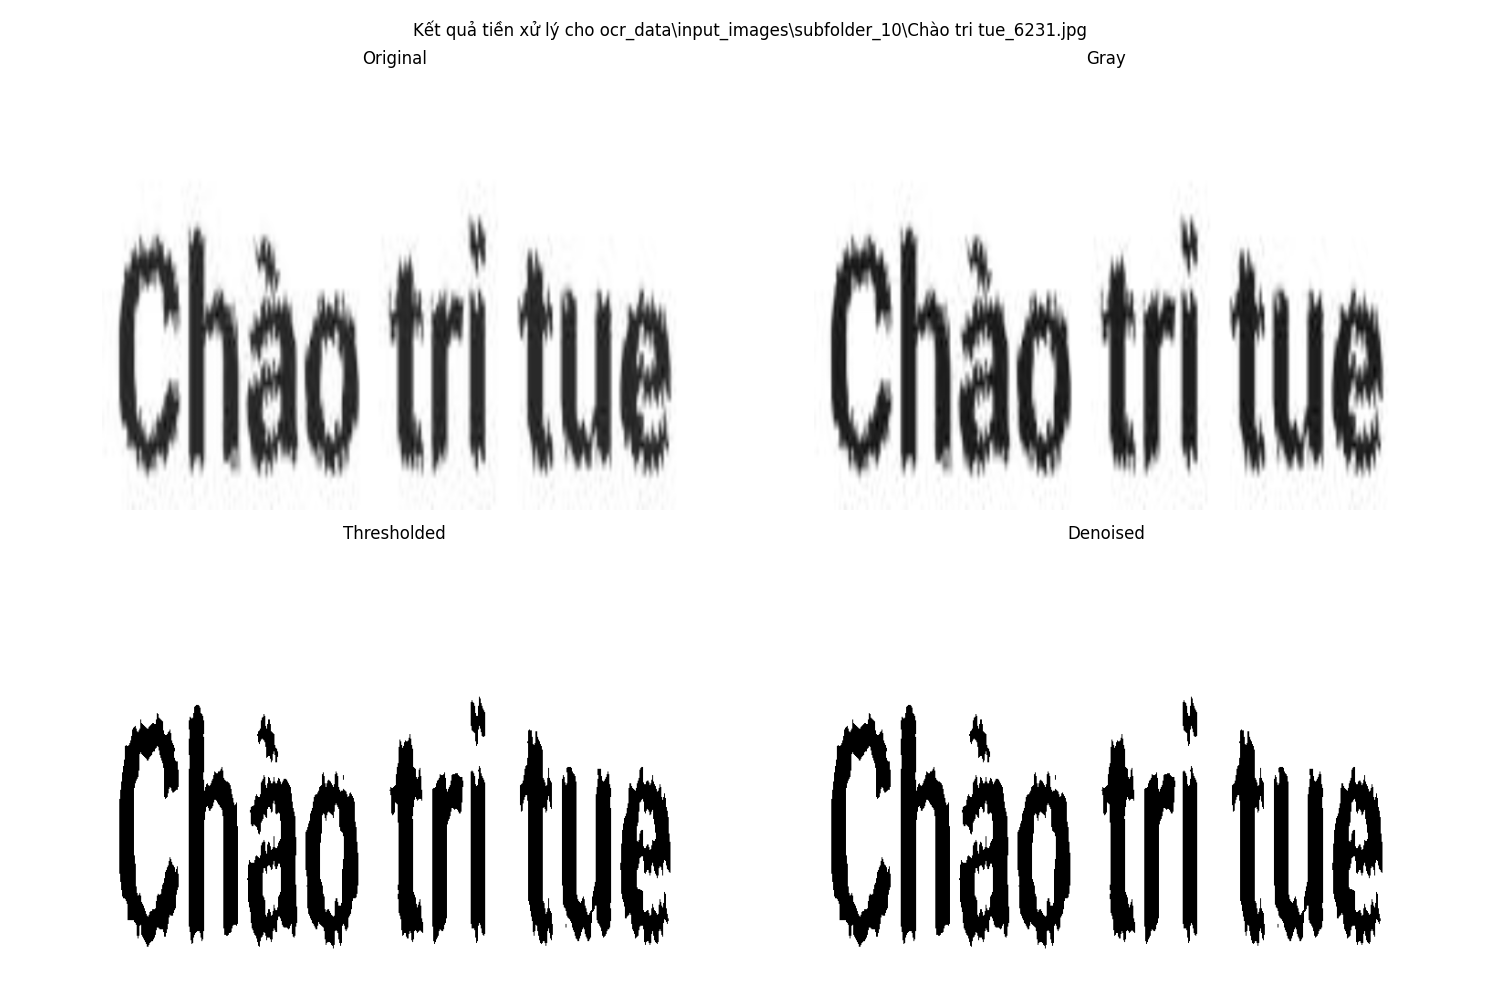 Kết quả tiền xử lý cho ocr_data\input_images\subfolder_10\Chào tri tue_6231.jpg
Original
Gray
Chào tri tue
Chào tri tue
Thresholded
Denoised
Chào tri tue
Chào tri tue